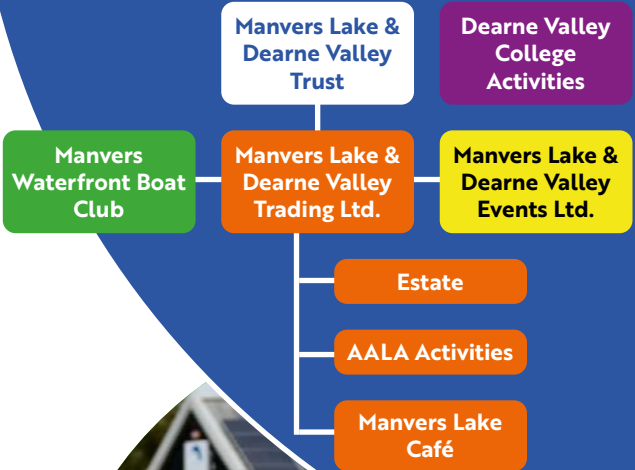 Manvers Lake &
Dearne Valley
Trust
Dearne Valley
College
Activities
Manvers
Waterfront Boat
Club
Manvers Lake &
Dearne Valley
Trading Ltd.
Manvers Lake &
Dearne Valley
Events Ltd.
Estate
AALA Activities
Manvers Lake
Café